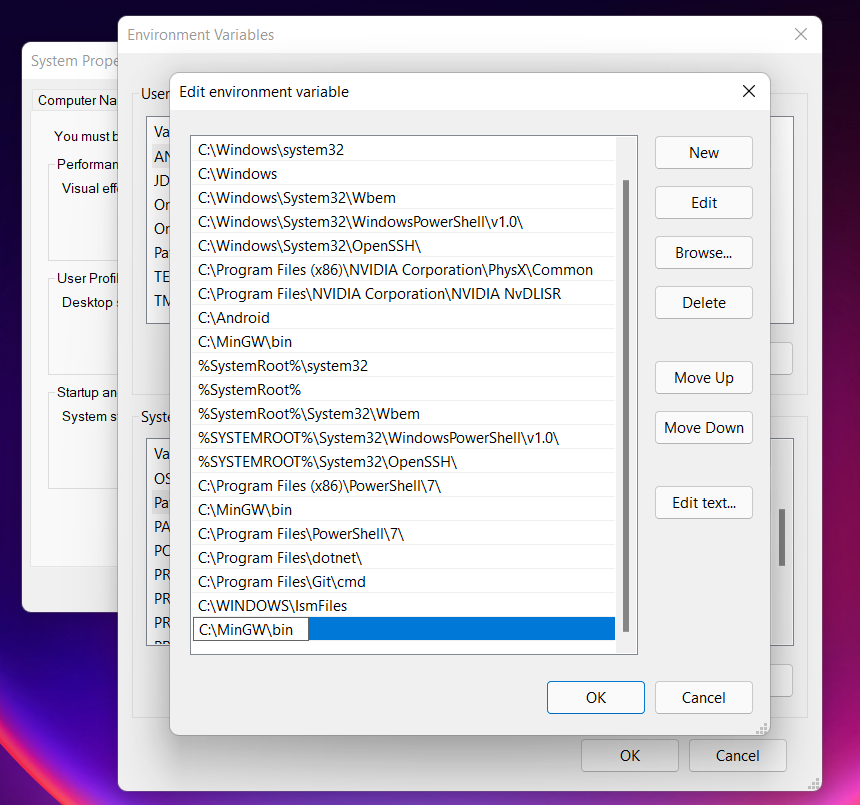 Environment Variables
System Prope
Computer Na
You must b
Performan
Visual effe
User Profil
Desktop s
Startup an
System st
User
Va
AN
JD
On
On
Pa
TE
TM
Syste
Va
OS
Pa
PA
PO
PR
PR
PR
Edit environment variable
C:\Windows\system32
C:\Windows
C:\Windows\System32\Wbem
C:\Windows\System32\WindowsPowerShell\v1.0\
C:\Windows\System32\OpenSSH\
C:\Program Files (x86)\NVIDIA Corporation\PhysX\Common
C:\Program Files\NVIDIA Corporation\NVIDIA NvDLISR
C:\Android
C:\MinGW\bin
%SystemRoot%\system32
%SystemRoot%
%SystemRoot%\System32\Wbem
%SYSTEMROOT%\System32\WindowsPowerShell\v1.0\
%SYSTEMROOT%\System32\OpenSSH\
C:\Program Files (x86)\PowerShell\7\
C:\MinGW\bin
C:\Program Files\PowerShell\7\
C:\Program Files\dotnet\
C:\Program Files\Git\cmd
C:\WINDOWS\IsmFiles
C:\MinGW\bin
New
Edit
Browse...
Delete
Move Up
Move Down
Edit text...
OK
Cancel
OK
Cancel